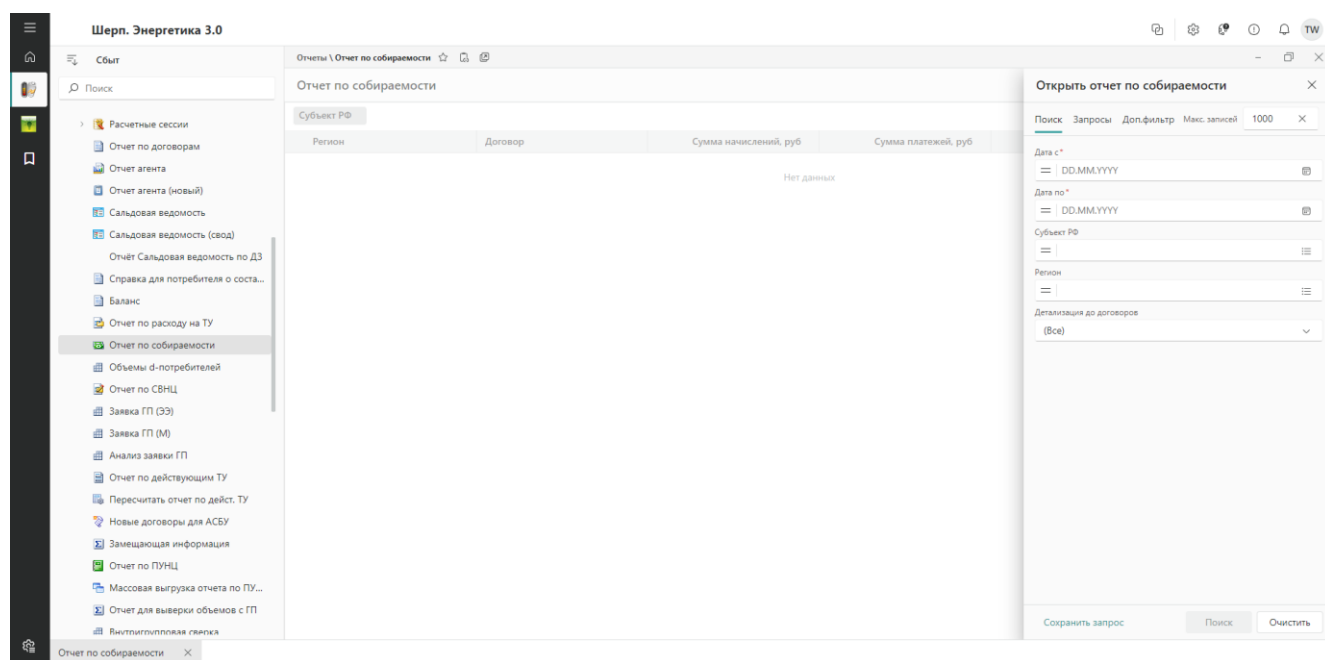 Шерп. Энергетика 3.0
TW
Сбыт
Отчеты \ Отчет по собираемости
Поиск
Отчет по собираемости
Открыть отчет по собираемости
Субъект РФ
Поиск Запросы Доп.фильтр Макс. записей 1000
Регион Договор Сумма начислений, руб Сумма платежей, руб
Нет данных
Расчетные сессии
Отчет по договорам
Отчет агента
Отчет агента (новый)
Сальдовая ведомость
Сальдовая ведомость (свод)
Отчёт Сальдовая ведомость по ДЗ
Справка для потребителя о соста...
Баланс
Отчет по расходу на ТУ
Отчет по собираемости
Объемы d-потребителей
Отчет по СВНЦ
Заявка ГП (ЭЭ)
Заявка ГП (М)
Анализ заявки ГП
Отчет по действующим ТУ
Пересчитать отчет по дейст. ТУ
Новые договоры для АСБУ
Замещающая информация
Отчет по ПУНЦ
Массовая выгрузка отчета по ПУ...
Отчет для выверки объемов с ГП
Внутригрупповая сверка
Дата с*
DD.MM.YYYY
Дата по*
DD.MM.YYYY
Субъект РФ
Регион
Детализация до договоров
(Все)
Сохранить запрос Поиск Очистить
Отчет по собираемости